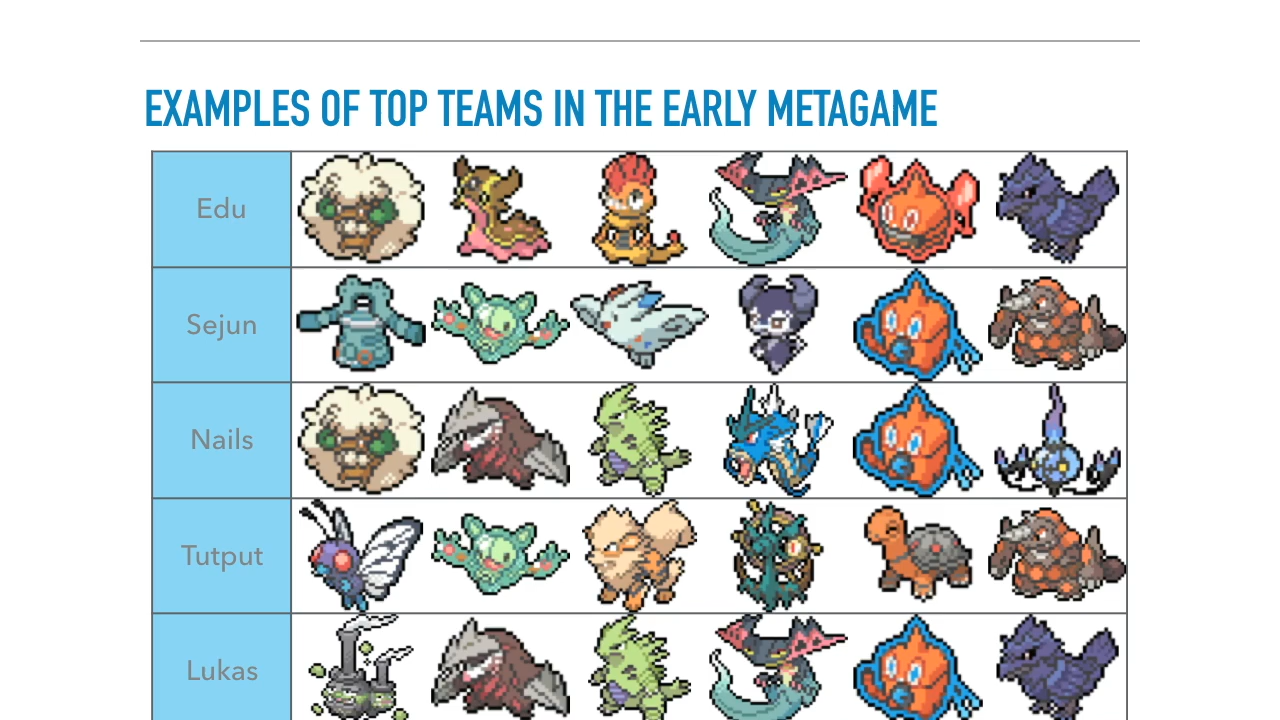 EXAMPLES OF TOP TEAMS IN THE EARLY METAGAME
Edu
Sejun
Nails
Tutput
Lukas